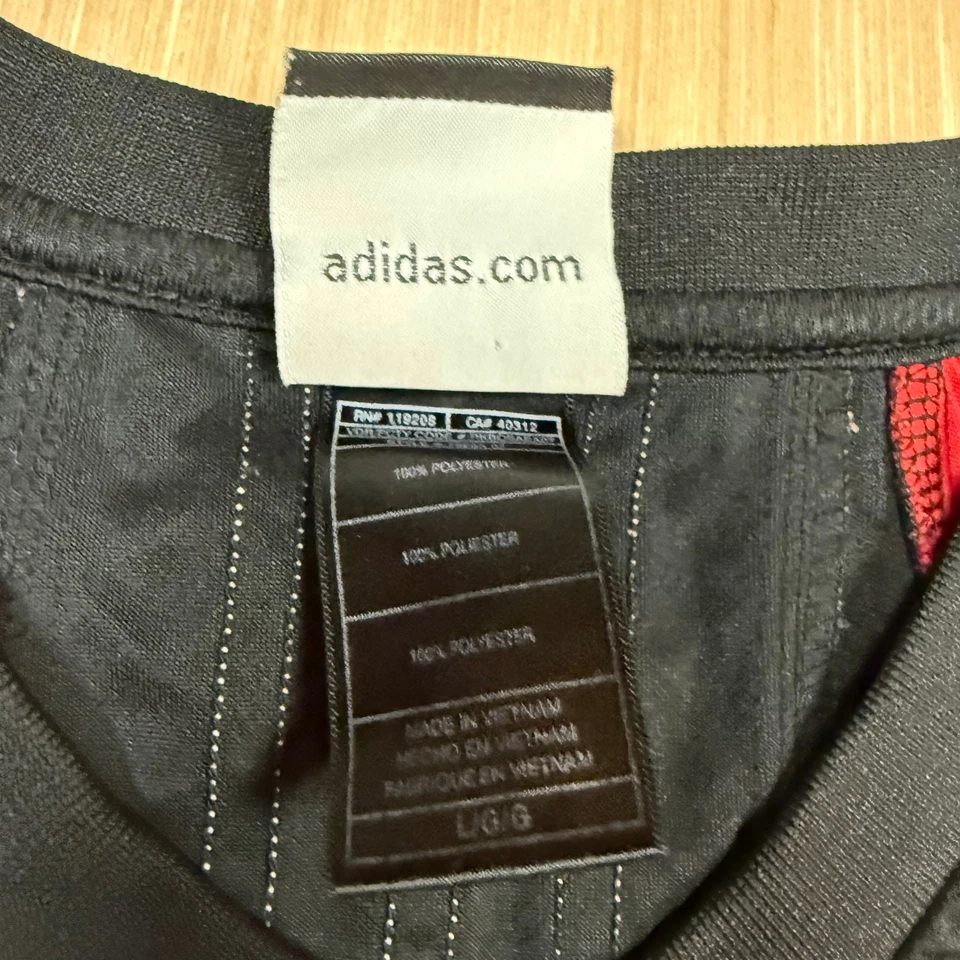 adidas.com
RN# 119208 CA# 40312
100% POLYESTER
100% POLIESTER
100% POLYESTER
MADE IN VIETNAM
HECHO EN VIETNAM
FABRIQUE EN VIETNAM
L/G/G